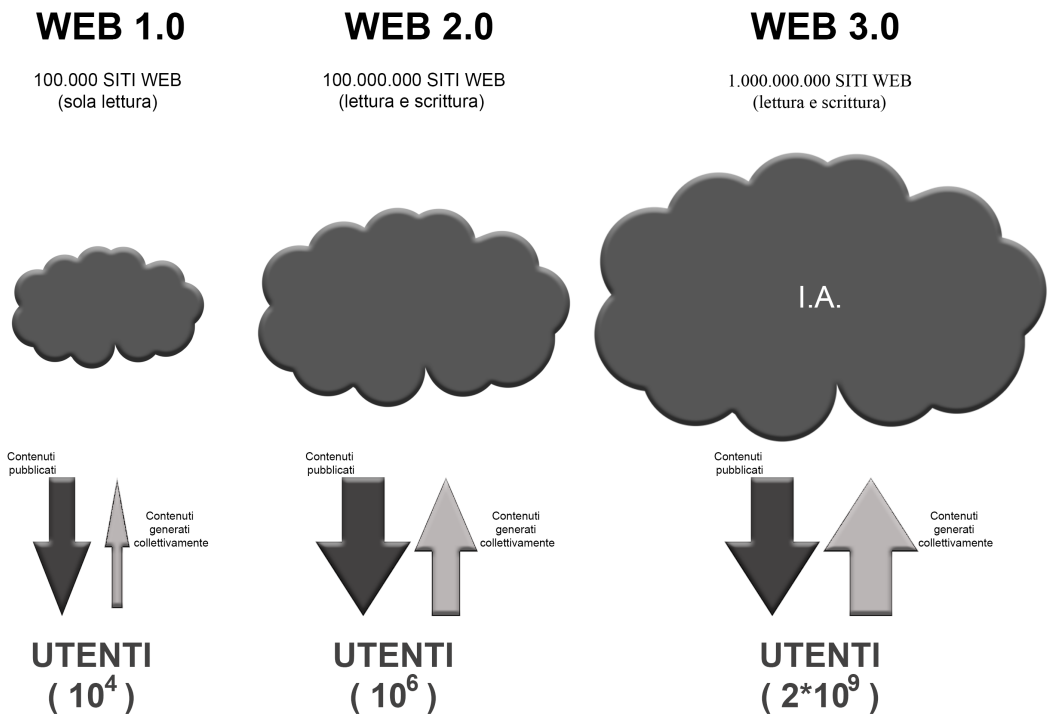 WEB 1.0
100.000 SITI WEB
(sola lettura)
Contenuti
pubblicati
Contenuti
generati
collettivamente
UTENTI
( 10⁴ )
WEB 2.0
100.000.000 SITI WEB
(lettura e scrittura)
Contenuti
pubblicati
Contenuti
generati
collettivamente
UTENTI
( 10⁶ )
WEB 3.0
1.000.000.000 SITI WEB
(lettura e scrittura)
I.A.
Contenuti
pubblicati
Contenuti
generati
collettivamente
UTENTI
( 2*10⁹ )